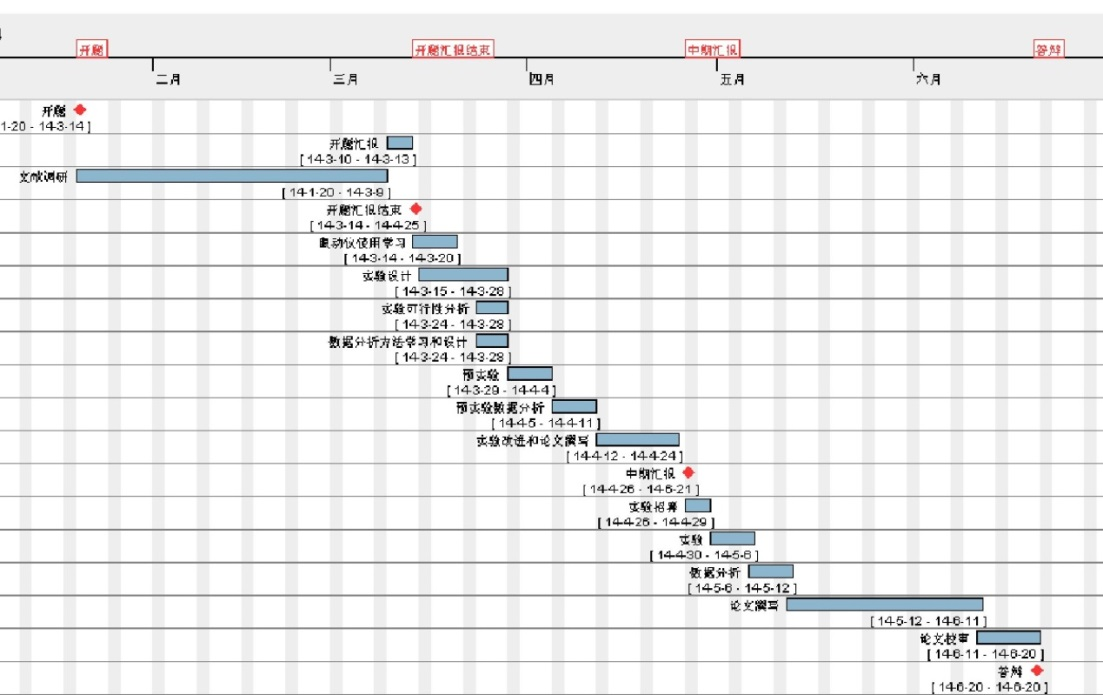 开题
开题汇报结束
中期汇报
答辩
二月
三月
四月
五月
六月
开题
1-20 - 14-3-14 ]
开题汇报
[ 14-3-10 - 14-3-13 ]
文献调研
[ 14-1-20 - 14-3-9 ]
开题汇报结束
[ 14-3-14 - 14-4-25 ]
眼动仪使用学习
[ 14-3-14 - 14-3-20 ]
实验设计
[ 14-3-15 - 14-3-28 ]
实验可行性分析
[ 14-3-24 - 14-3-28 ]
数据分析方法学习和设计
[ 14-3-24 - 14-3-28 ]
预实验
[ 14-3-29 - 14-4-4 ]
预实验数据分析
[ 14-4-5 - 14-4-11 ]
实验改进和论文撰写
[ 14-4-12 - 14-4-24 ]
中期汇报
[ 14-4-26 - 14-6-21 ]
实验招募
[ 14-4-26 - 14-4-29 ]
实验
[ 14-4-30 - 14-5-6 ]
数据分析
[ 14-5-6 - 14-5-12 ]
论文撰写
[ 14-5-12 - 14-6-11 ]
论文校审
[ 14-6-11 - 14-6-20 ]
答辩
[ 14-6-20 - 14-6-20 ]